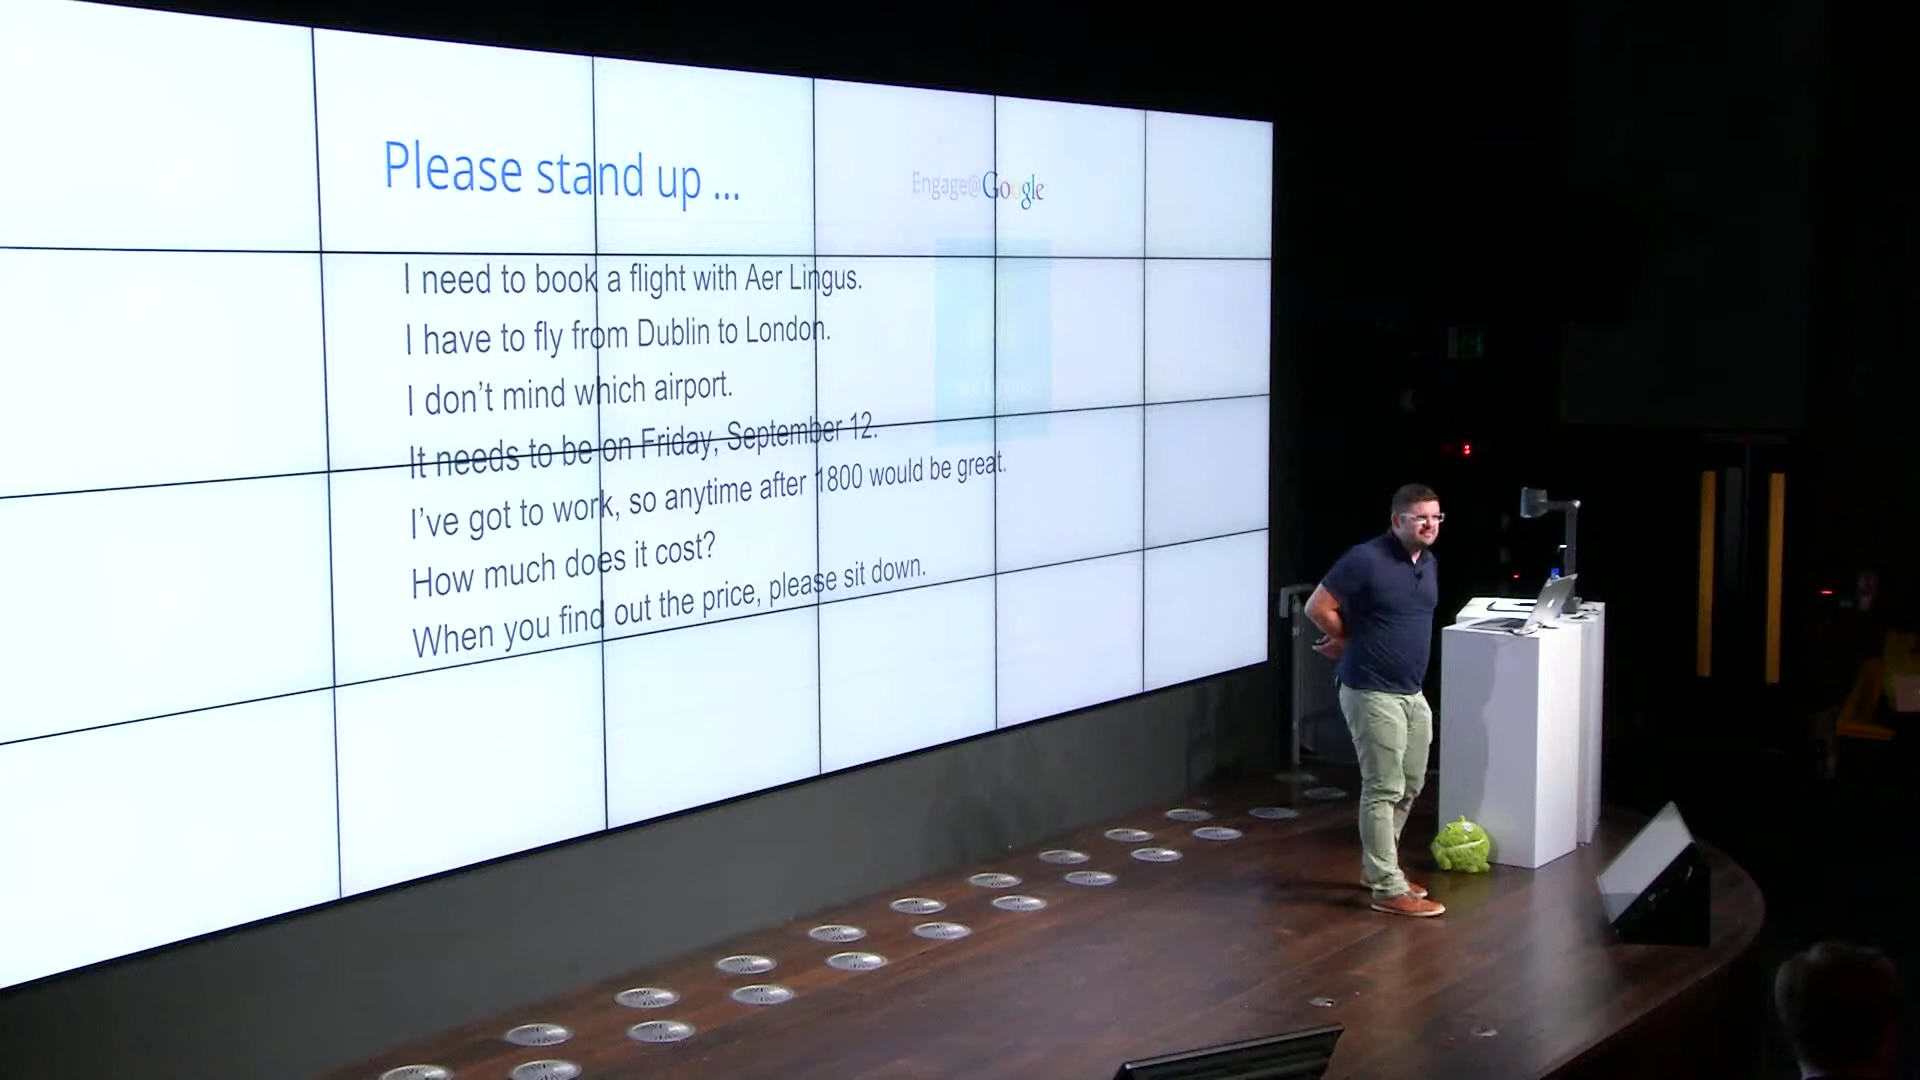 Please stand up ...
Engage@Google
I need to book a flight with Aer Lingus.
I have to fly from Dublin to London.
I don't mind which airport.
It needs to be on Friday, September 12.
I've got to work, so anytime after 1800 would be great.
How much does it cost?
When you find out the price, please sit down.